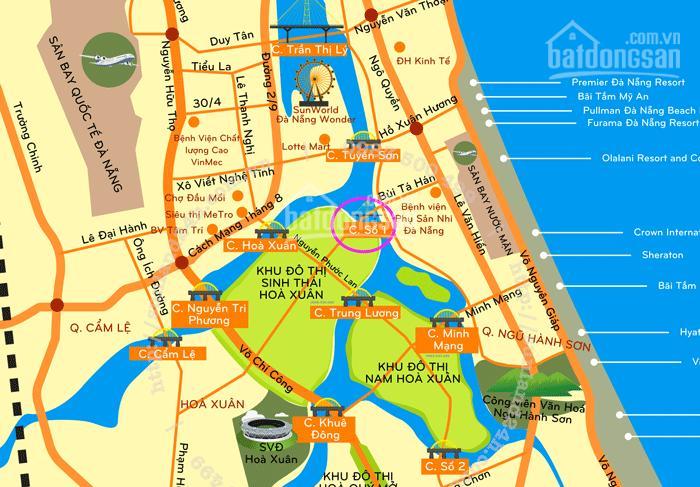 .com.vn
batdongsan
Nguyễn Văn Thoại
Duy Tân
C. Trần Thị Lý
Tiểu La
ĐH Kinh Tế
SÂN BAY QUỐC TẾ ĐÀ NẴNG
Nguyễn Hữu Thọ
Đường 2/9
Ngô Quyền
Premier Đà Nẵng Resort
Bãi Tắm Mỹ An
Pullman Đà Nẵng Beach
Furama Đà Nẵng Resort
30/4
Lê Thanh Nghị
SunWorld
Đà Nẵng Wonder
Hồ Xuân Hương
Trường Chinh
Bệnh Viện Chất
lượng Cao
VinMec
Lotte Mart
C. Tuyên Sơn
Olalani Resort and Co
SÂN BAY NƯỚC MẶN
Xô Viết Nghệ Tĩnh
Bùi Tá Hán
Chợ Đầu Mối
Siêu thị MeTro
BV Tâm Trí
Cách Mạng Tháng 8
Bệnh viện
Phụ Sản Nhi
Đà Nẵng
Lê Văn Hiến
batdongsan
Lê Đại Hành
C. Hoà Xuân
C. Số 1
Crown Internat
Ông Ích Đường
Nguyễn Phước Lan
Sheraton
KHU ĐÔ THỊ
SINH THÁI
HOÀ XUÂN
Bãi Tắm
Võ Nguyên Giáp
C. Nguyễn Tri
Phương
C. Trung Lương
Minh Mạng
Q. CẨM LỆ
C. Minh
Mạng
Q. NGŨ HÀNH SƠN
Hyat
C. Cẩm Lệ
Võ Chí Công
KHU ĐÔ THỊ
NAM HOÀ XUÂN
HOÀ XUÂN
Công viên Văn Hoá
Ngũ Hành Sơn
C. Khuê
Đông
SVĐ
Hoà Xuân
Phạm H
C. Số 2
KHU ĐÔ THỊ
HOÀ QUÝ MỞ
Chơn
Võ Ng